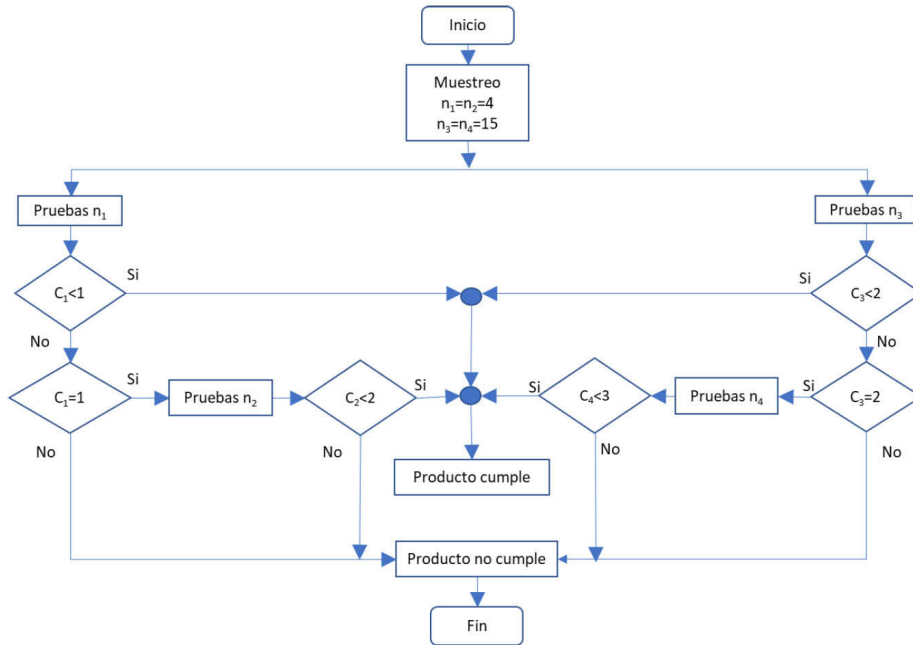 Inicio
Muestreo
n₁=n₂=4
n₃=n₄=15
Pruebas n₁
Pruebas n₃
Si
Si
C₁<1
C₃<2
No
No
Si
Si
Si
Si
C₁=1
Pruebas n₂
C₂<2
C₄<3
Pruebas n₄
C₃=2
No
No
No
No
Producto cumple
Producto no cumple
Fin